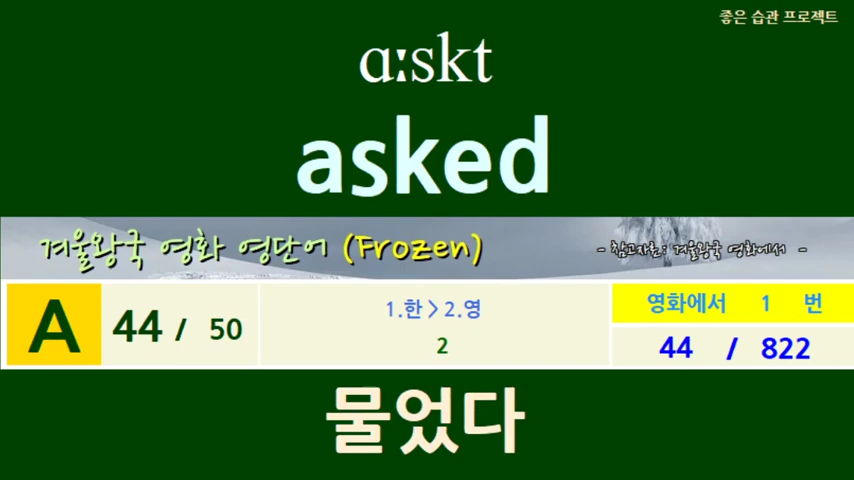 좋은 습관 프로젝트
ɑːskt
asked
겨울왕국 영화 영단어 (Frozen)
- 참고자료: 겨울왕국 영화에서 -
A
44 / 50
1.한 > 2.영
2
영화에서 1 번
44 / 822
물었다